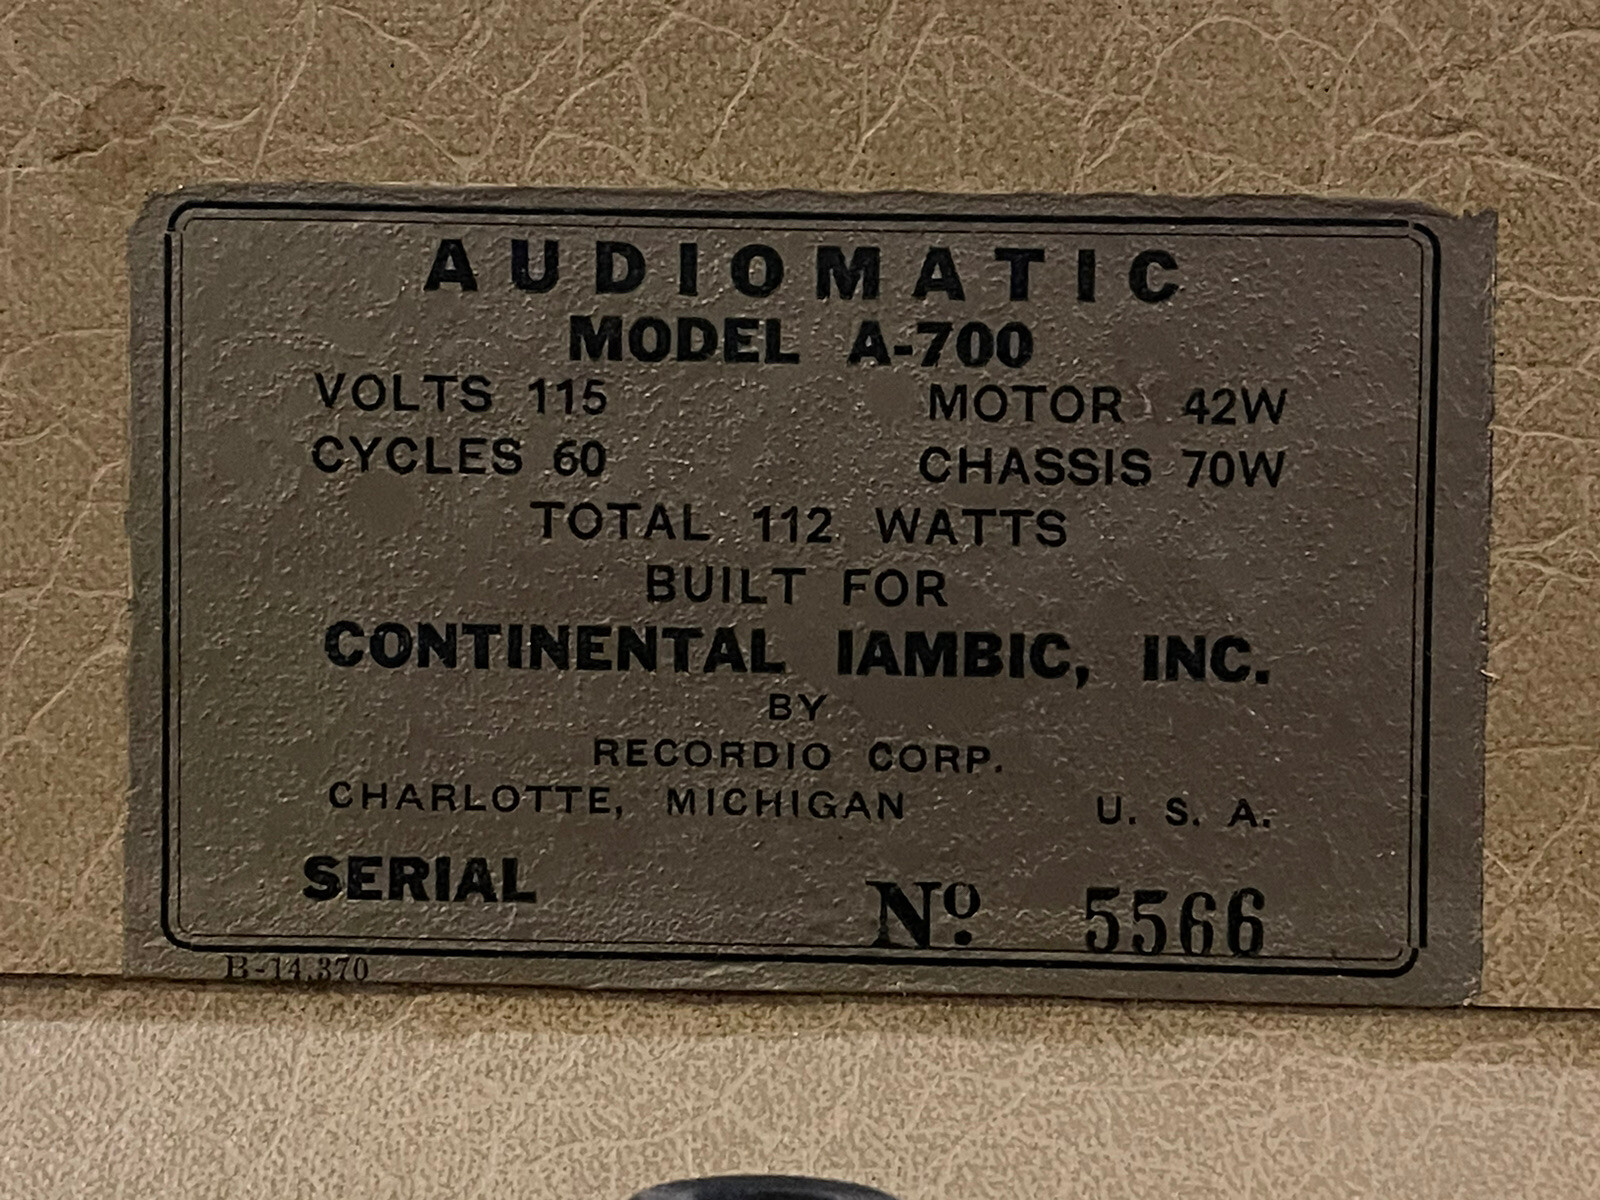 AUDIOMATIC
MODEL A-700
VOLTS 115 MOTOR 42W
CYCLES 60 CHASSIS 70W
TOTAL 112 WATTS
BUILT FOR
CONTINENTAL IAMBIC, INC.
BY
RECORDIO CORP.
CHARLOTTE, MICHIGAN U. S. A.
SERIAL Nº. 5566
B-14,370